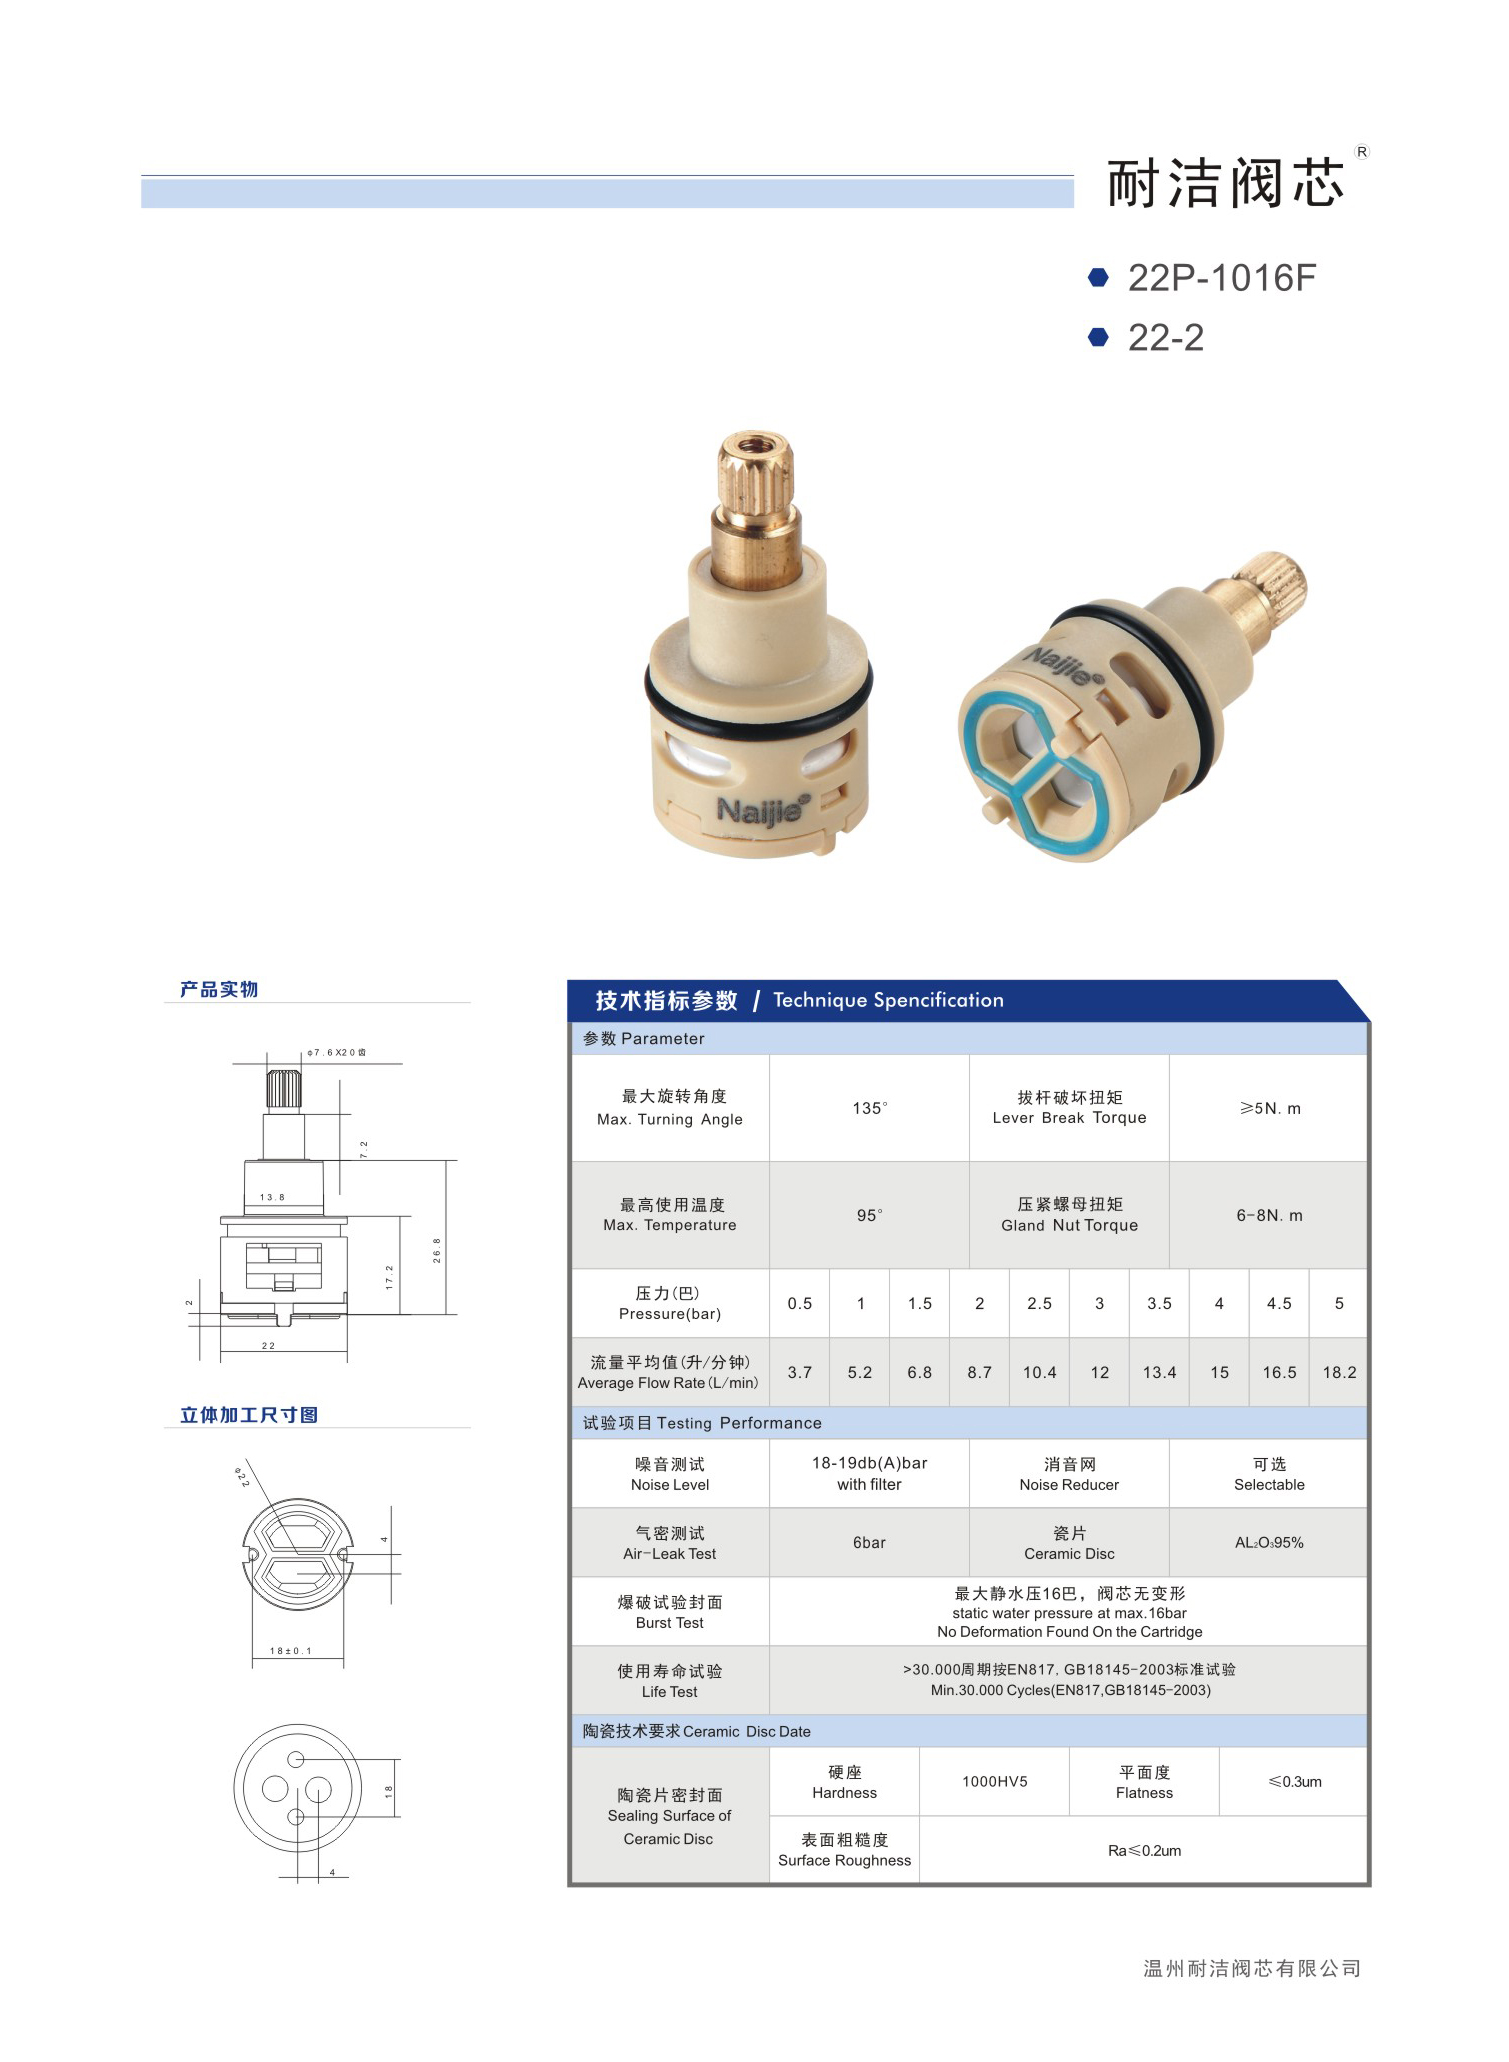 耐洁阀芯®
22P-1016F
22-2
Naijie
Naijie
产品实物
φ7.6X20齿
7.2
13.8
26.8
17.2
2
22
立体加工尺寸图
φ22
4
18±0.1
18
4
技术指标参数 / Technique Spencification
参数 Parameter
最大旋转角度
Max. Turning Angle
135°
拔杆破坏扭矩
Lever Break Torque
≥5N. m
最高使用温度
Max. Temperature
95°
压紧螺母扭矩
Gland Nut Torque
6-8N. m
压力(巴)
Pressure(bar)
0.5 1 1.5 2 2.5 3 3.5 4 4.5 5
流量平均值(升/分钟)
Average Flow Rate(L/min)
3.7 5.2 6.8 8.7 10.4 12 13.4 15 16.5 18.2
试验项目 Testing Performance
噪音测试
Noise Level
18-19db(A)bar
with filter
消音网
Noise Reducer
可选
Selectable
气密测试
Air-Leak Test
6bar
瓷片
Ceramic Disc
AL₂O₃95%
爆破试验封面
Burst Test
最大静水压16巴，阀芯无变形
static water pressure at max.16bar
No Deformation Found On the Cartridge
使用寿命试验
Life Test
>30.000周期按EN817, GB18145-2003标准试验
Min.30.000 Cycles(EN817,GB18145-2003)
陶瓷技术要求 Ceramic Disc Date
陶瓷片密封面
Sealing Surface of
Ceramic Disc
硬座
Hardness
1000HV5
平面度
Flatness
≤0.3um
表面粗糙度
Surface Roughness
Ra≤0.2um
温州耐洁阀芯有限公司